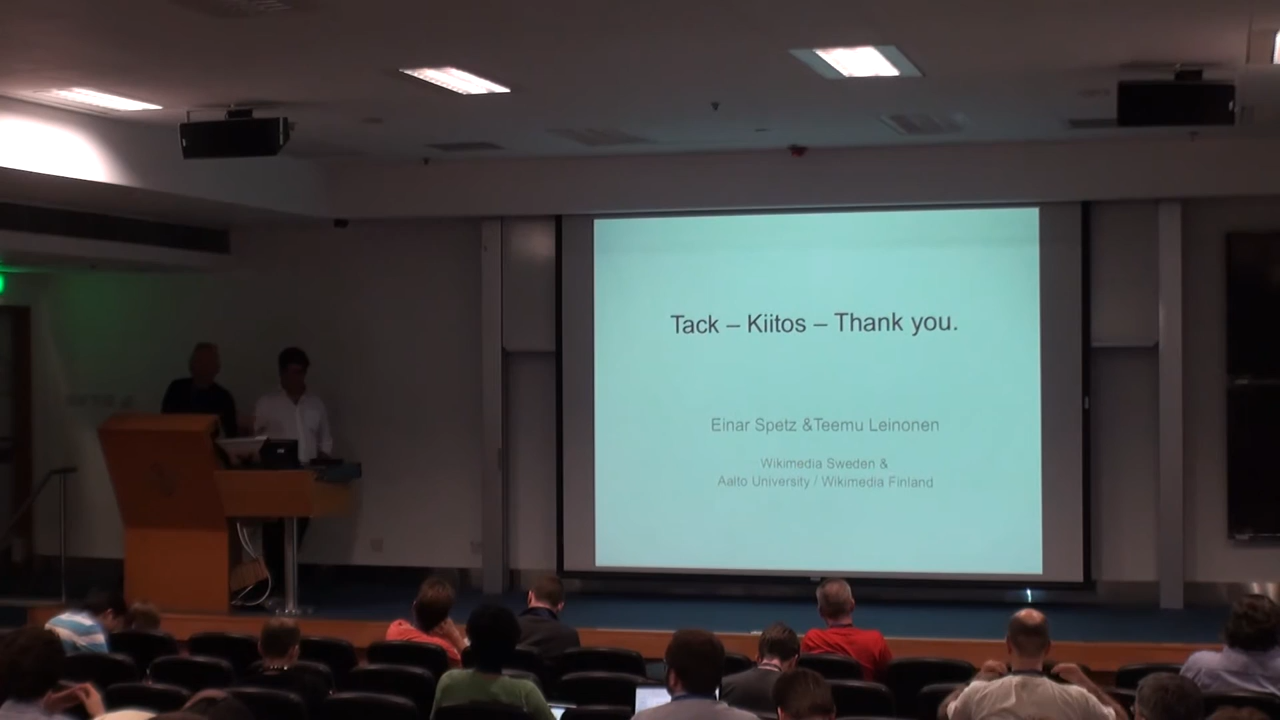 Tack – Kiitos – Thank you.
Einar Spetz &Teemu Leinonen
Wikimedia Sweden &
Aalto University / Wikimedia Finland